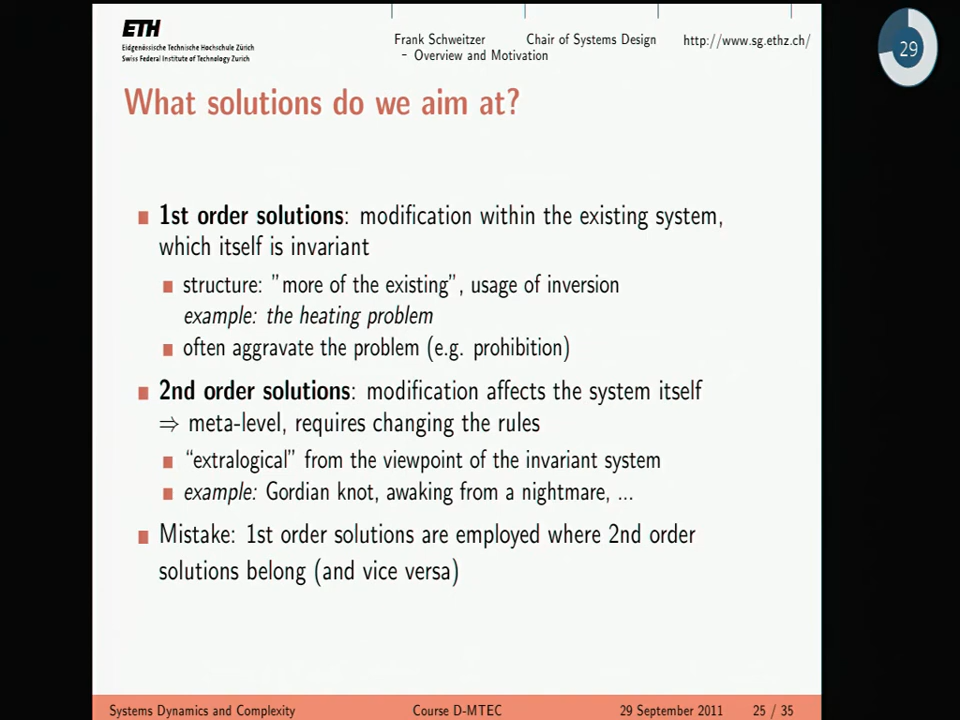 ETH
Eidgenössische Technische Hochschule Zürich
Swiss Federal Institute of Technology Zurich
Frank Schweitzer Chair of Systems Design http://www.sg.ethz.ch/
– Overview and Motivation
29
What solutions do we aim at?
1st order solutions: modification within the existing system,
which itself is invariant
structure: "more of the existing", usage of inversion
example: the heating problem
often aggravate the problem (e.g. prohibition)
2nd order solutions: modification affects the system itself
⇒ meta-level, requires changing the rules
“extralogical” from the viewpoint of the invariant system
example: Gordian knot, awaking from a nightmare, ...
Mistake: 1st order solutions are employed where 2nd order
solutions belong (and vice versa)
Systems Dynamics and Complexity Course D-MTEC 29 September 2011 25 / 35